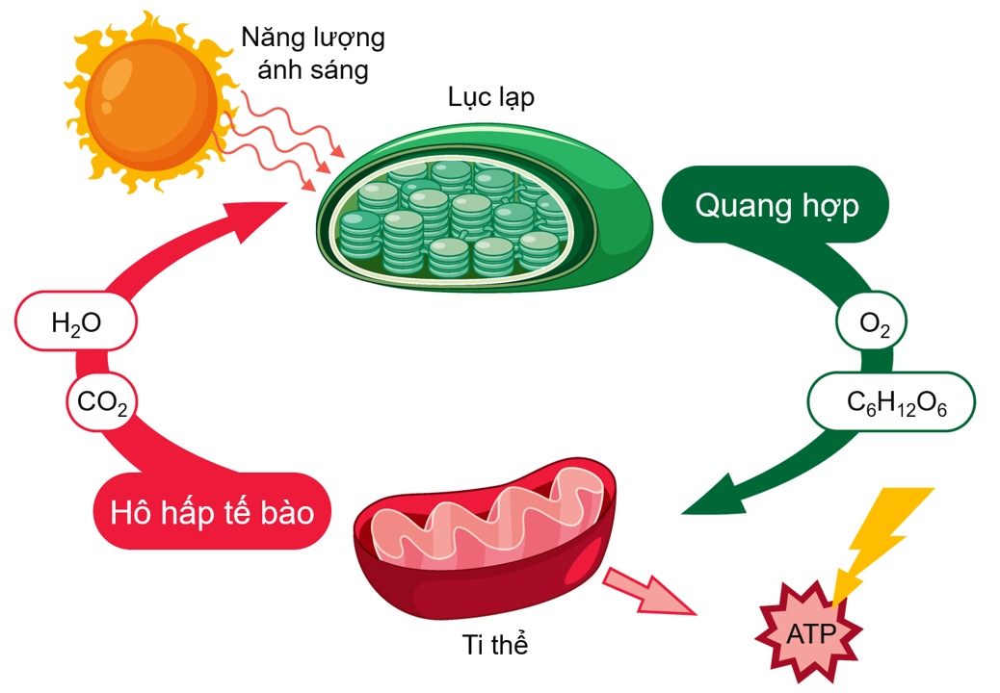 Năng lượng
ánh sáng
Lục lạp
Quang hợp
H₂O
O₂
CO₂
C₆H₁₂O₆
Hô hấp tế bào
ATP
Ti thể